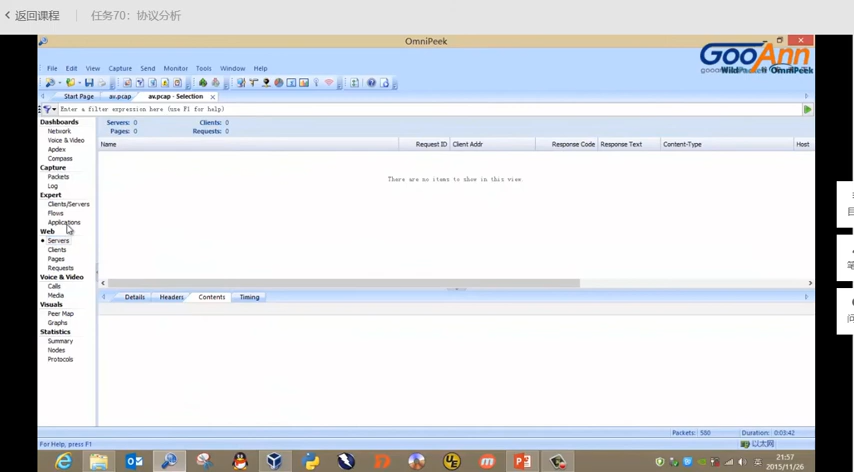 返回课程 任务70：协议分析
OmniPeek
File Edit View Capture Send Monitor Tools Window Help
GooAnn
WildPackets OmniPeek
Start Page av.pcap av.pcap - Selection
Enter a filter expression here (use F1 for help)
Dashboards
Network
Voice & Video
Apdex
Compass
Capture
Packets
Log
Expert
Clients/Servers
Flows
Applications
Web
Servers
Clients
Pages
Requests
Voice & Video
Calls
Media
Visuals
Peer Map
Graphs
Statistics
Summary
Nodes
Protocols
Servers: 0 Clients: 0
Pages: 0 Requests: 0
Name Request ID Client Addr Response Code Response Text Content-Type Host
There are no items to show in this view
Details Headers Contents Timing
Packets: 580 Duration: 0:03:42
For Help, press F1
以太网
21:57
2015/11/26